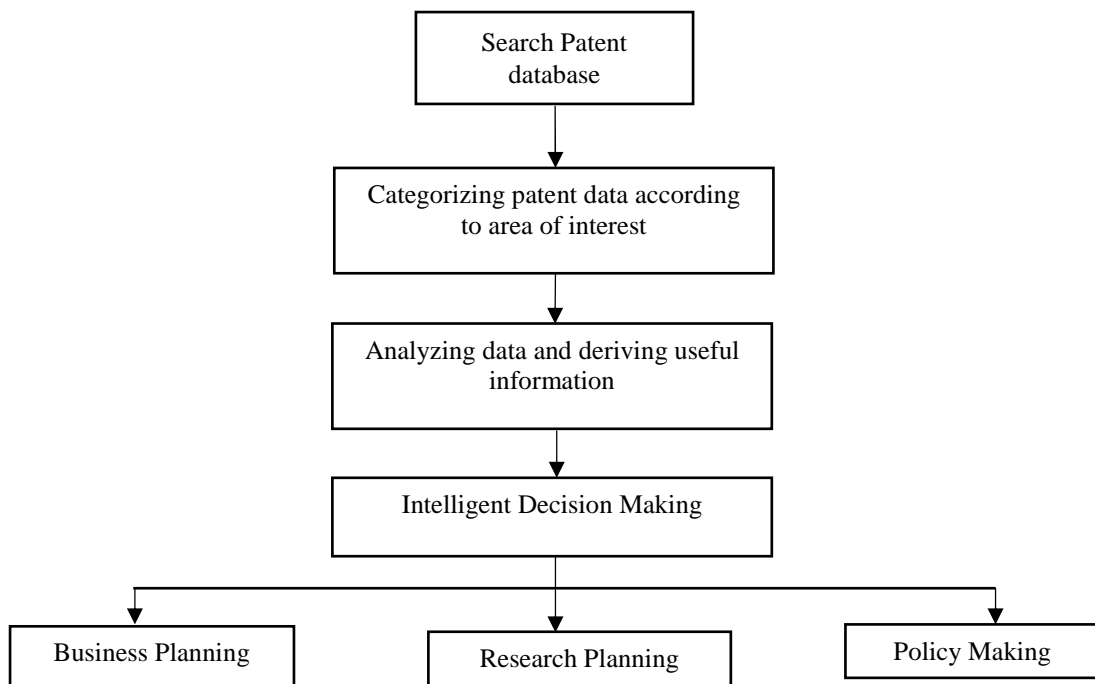 Search Patent
database
Categorizing patent data according
to area of interest
Analyzing data and deriving useful
information
Intelligent Decision Making
Business Planning
Research Planning
Policy Making